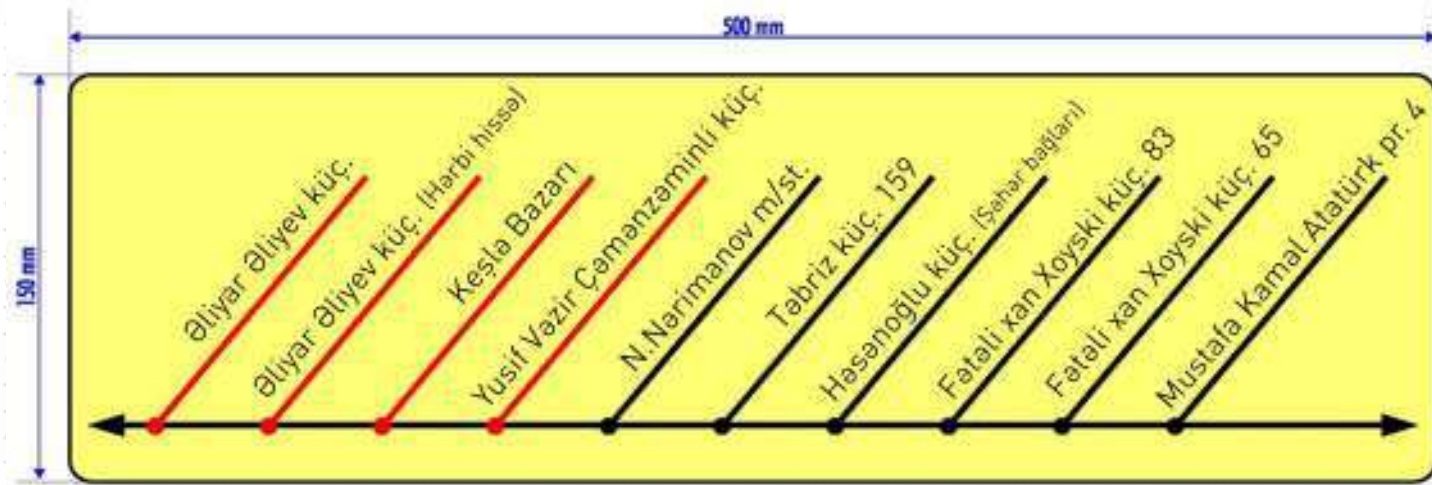 500 mm
150 mm
Əliyar Əliyev küç.
Əliyar Əliyev küç. (Hərbi hissə)
Keşlə Bazarı
Yusif Vəzir Çəmənzəminli küç.
N.Nərimanov m/st.
Təbriz küç. 159
Həsənoğlu küç. (Şəhər bağları)
Fətəli xan Xoyski küç. 83
Fətəli xan Xoyski küç. 65
Mustafa Kamal Atatürk pr. 4